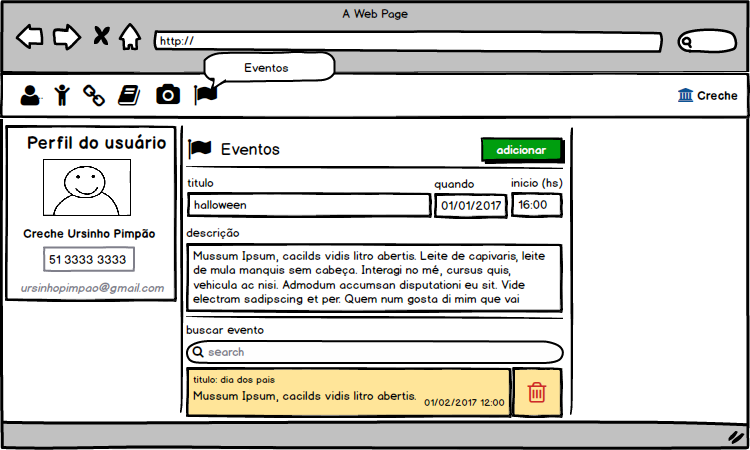 A Web Page
http://
Eventos
Creche
Perfil do usuário
Creche Ursinho Pimpão
51 3333 3333
ursinhopimpao@gmail.com
Eventos
adicionar
titulo
quando
inicio (hs)
halloween
01/01/2017
16:00
descrição
Mussum Ipsum, cacilds vidis litro abertis. Leite de capivaris, leite
de mula manquis sem cabeça. Interagi no mé, cursus quis,
vehicula ac nisi. Admodum accumsan disputationi eu sit. Vide
electram sadipscing et per. Quem num gosta di mim que vai
buscar evento
search
titulo: dia dos pais
Mussum Ipsum, cacilds vidis litro abertis.
01/02/2017 12:00